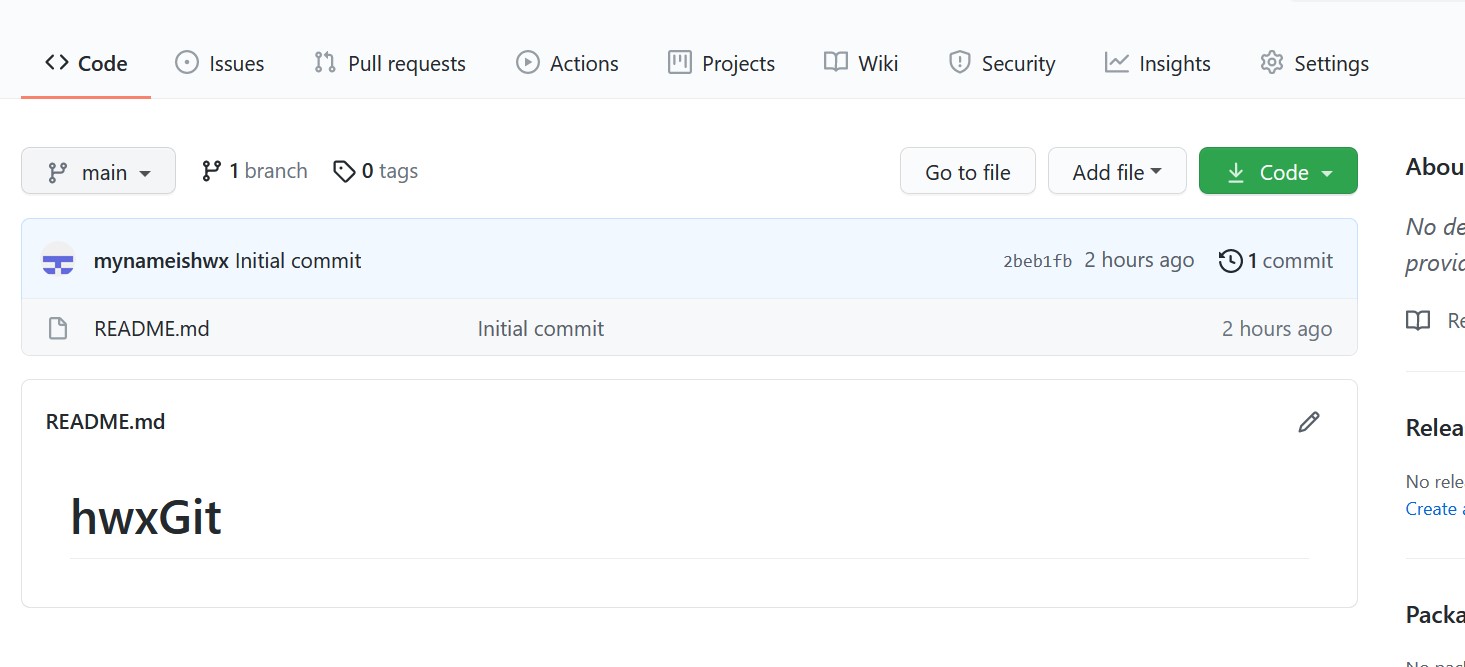 Code Issues Pull requests Actions Projects Wiki Security Insights Settings
main 1 branch 0 tags Go to file Add file Code
mynameishwx Initial commit 2beb1fb 2 hours ago 1 commit
README.md Initial commit 2 hours ago
README.md
hwxGit
Abou
No de
provid
Re
Relea
No rele
Create a
Packa